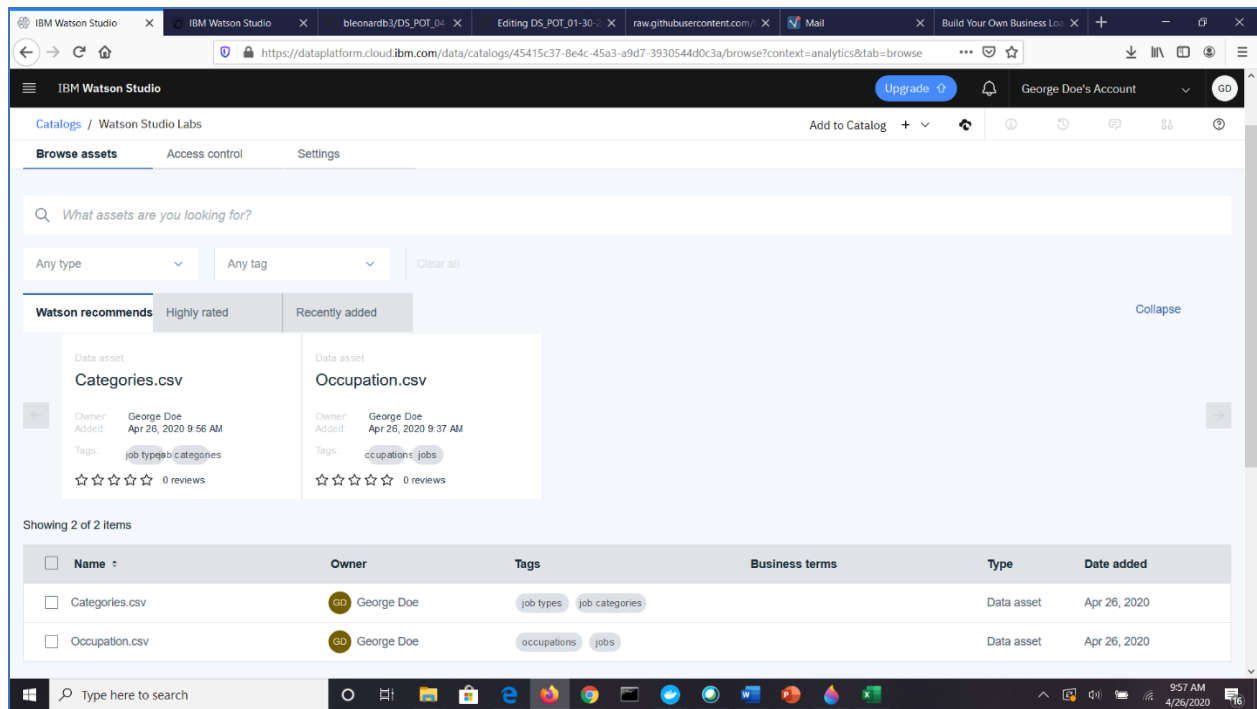 IBM Watson Studio
IBM Watson Studio
bleonardb3/DS_POT_04
Editing DS_POT_01-30-2
raw.githubusercontent.com/
Mail
Build Your Own Business Loa
https://dataplatform.cloud.ibm.com/data/catalogs/45415c37-8e4c-45a3-a9d7-3930544d0c3a/browse?context=analytics&tab=browse
IBM Watson Studio
Upgrade
George Doe's Account
GD
Catalogs / Watson Studio Labs
Add to Catalog +
Browse assets
Access control
Settings
What assets are you looking for?
Any type
Any tag
Clear all
Watson recommends
Highly rated
Recently added
Collapse
Data asset
Categories.csv
Owner: George Doe
Added: Apr 26, 2020 9:56 AM
Tags: job types job categories
0 reviews
Data asset
Occupation.csv
Owner: George Doe
Added: Apr 26, 2020 9:37 AM
Tags: ccupations jobs
0 reviews
Showing 2 of 2 items
Name Owner Tags Business terms Type Date added
Categories.csv GD George Doe job types job categories Data asset Apr 26, 2020
Occupation.csv GD George Doe occupations jobs Data asset Apr 26, 2020
Type here to search
9:57 AM
4/26/2020
16